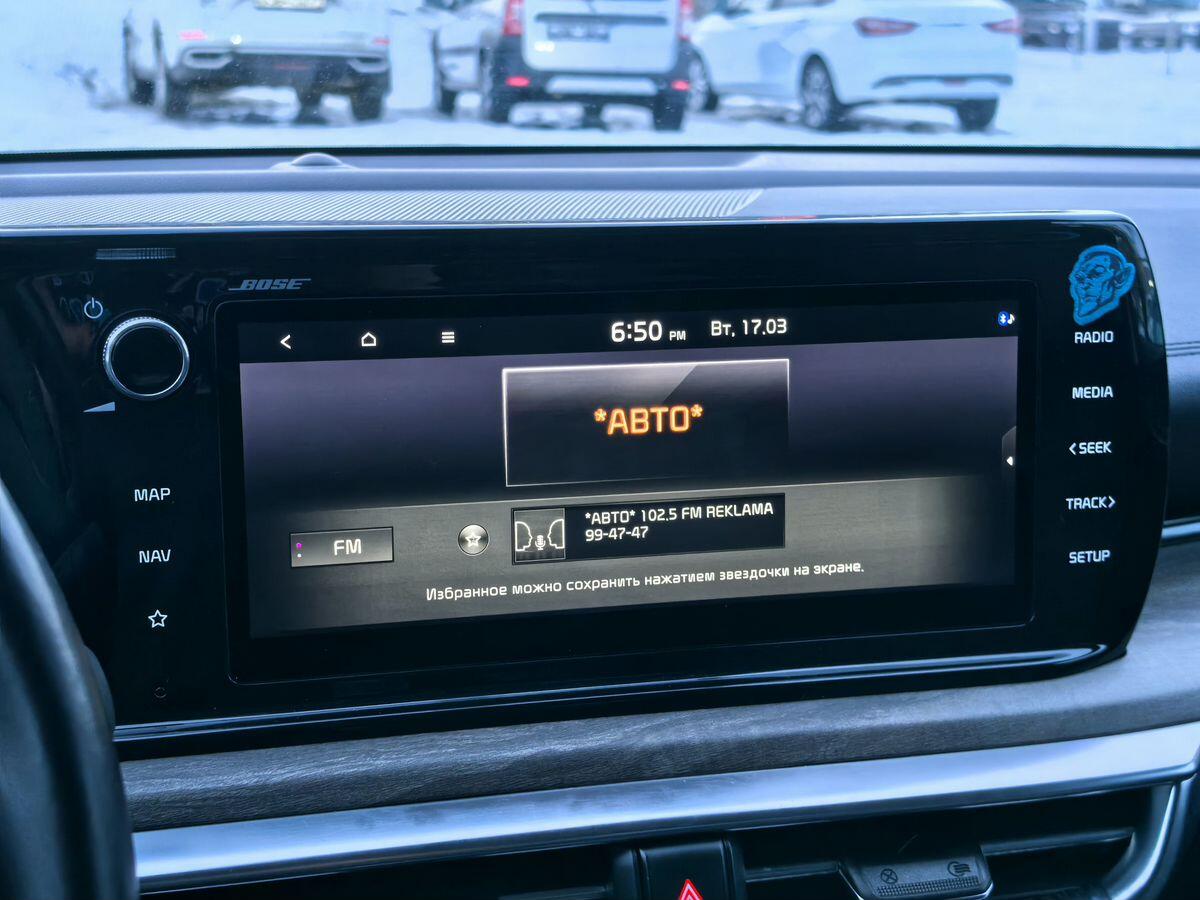 BOSE
6:50 PM Вт, 17.03
*АВТО*
FM
*АВТО* 102.5 FM REKLAMA
99-47-47
Избранное можно сохранить нажатием звездочки на экране.
MAP
NAV
RADIO
MEDIA
< SEEK
TRACK >
SETUP